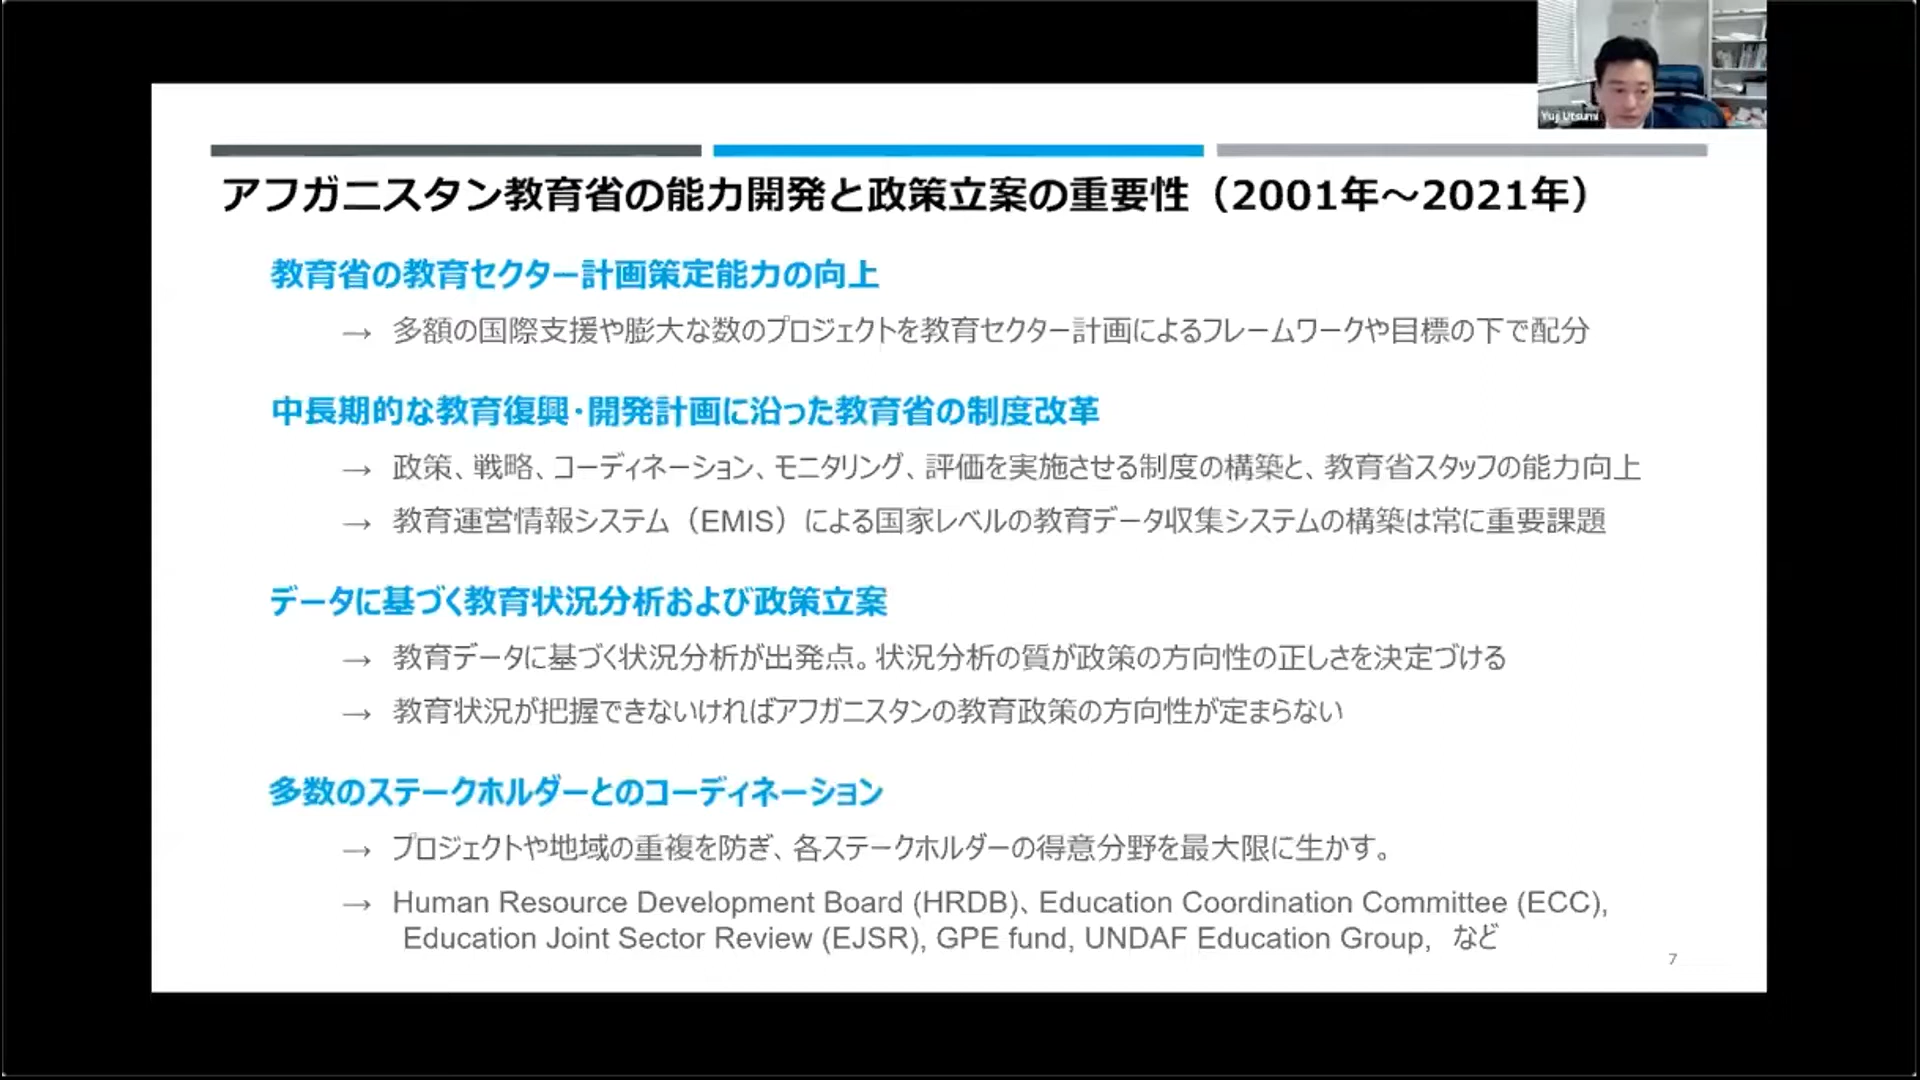 Yuji Utsumi
アフガニスタン教育省の能力開発と政策立案の重要性（2001年～2021年）
教育省の教育セクター計画策定能力の向上
→ 多額の国際支援や膨大な数のプロジェクトを教育セクター計画によるフレームワークや目標の下で配分
中長期的な教育復興・開発計画に沿った教育省の制度改革
→ 政策、戦略、コーディネーション、モニタリング、評価を実施させる制度の構築と、教育省スタッフの能力向上
→ 教育運営情報システム（EMIS）による国家レベルの教育データ収集システムの構築は常に重要課題
データに基づく教育状況分析および政策立案
→ 教育データに基づく状況分析が出発点。状況分析の質が政策の方向性の正しさを決定づける
→ 教育状況が把握できないければアフガニスタンの教育政策の方向性が定まらない
多数のステークホルダーとのコーディネーション
→ プロジェクトや地域の重複を防ぎ、各ステークホルダーの得意分野を最大限に生かす。
→ Human Resource Development Board (HRDB)、Education Coordination Committee (ECC),
Education Joint Sector Review (EJSR), GPE fund, UNDAF Education Group, など
7